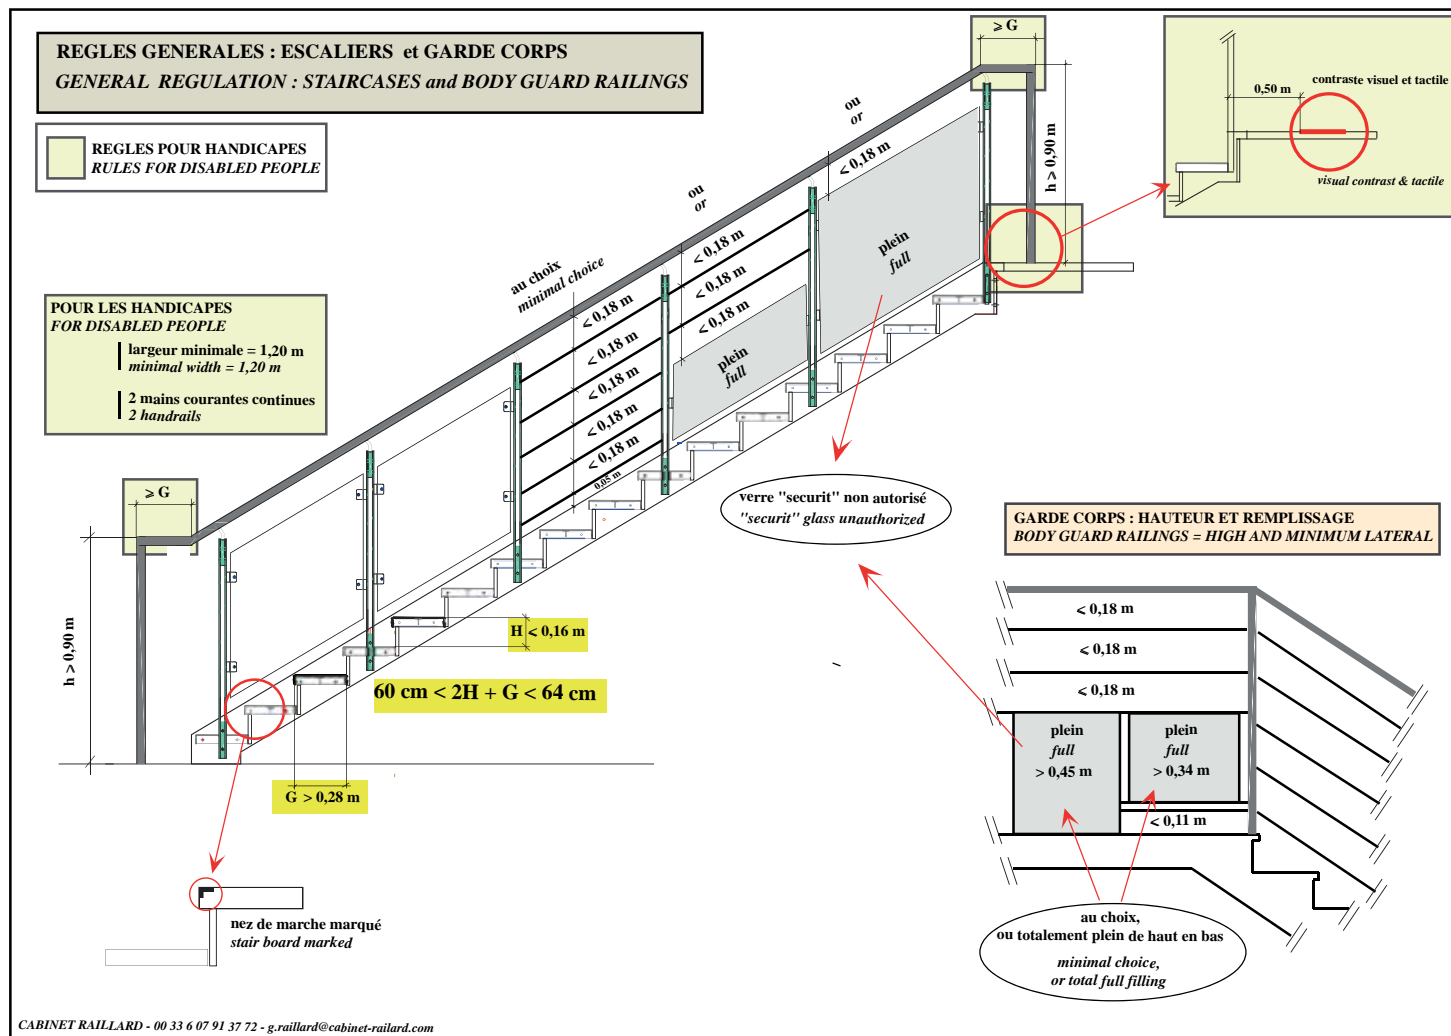 REGLES GENERALES : ESCALIERS et GARDE CORPS
GENERAL REGULATION : STAIRCASES and BODY GUARD RAILINGS
REGLES POUR HANDICAPES
RULES FOR DISABLED PEOPLE
POUR LES HANDICAPES
FOR DISABLED PEOPLE
largeur minimale = 1,20 m
minimal width = 1,20 m
2 mains courantes continues
2 handrails
⩾ G
h > 0,90 m
⩾ G
h > 0,90 m
au choix
minimal choice
ou
or
ou
or
< 0,18 m
< 0,18 m
< 0,18 m
< 0,18 m
< 0,18 m
0,05 m
< 0,18 m
< 0,18 m
< 0,18 m
plein
full
< 0,18 m
plein
full
contraste visuel et tactile
0,50 m
visual contrast & tactile
verre "securit" non autorisé
"securit" glass unauthorized
H < 0,16 m
60 cm < 2H + G < 64 cm
G > 0,28 m
nez de marche marqué
stair board marked
GARDE CORPS : HAUTEUR ET REMPLISSAGE
BODY GUARD RAILINGS = HIGH AND MINIMUM LATERAL
< 0,18 m
< 0,18 m
< 0,18 m
plein
full
> 0,45 m
plein
full
> 0,34 m
< 0,11 m
au choix,
ou totalement plein de haut en bas
minimal choice,
or total full filling
CABINET RAILLARD - 00 33 6 07 91 37 72 - g.raillard@cabinet-railard.com